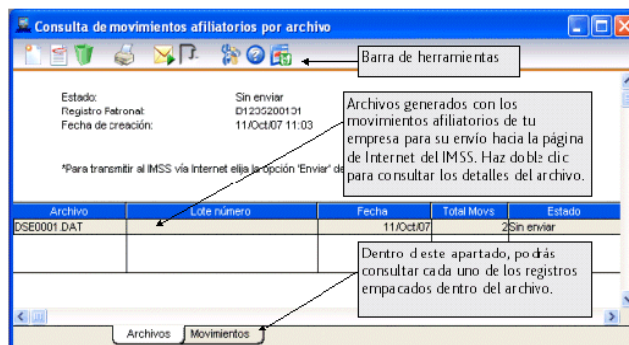 Consulta de movimientos afiliatorios por archivo
Barra de herramientas
Estado: Sin enviar
Registro Patronal: D1235200101
Fecha de creación: 11/Oct/07 11:03
*Para transmitir al IMSS vía Internet elija la opción 'Enviar' de
Archivos generados con los
movimientos afiliatorios de tu
empresa para su envío hacia la página
de Internet del IMSS. Haz doble clic
para consultar los detalles del archivo.
Archivo Lote número Fecha Total Movs Estado
DSE0001.DAT 11/Oct/07 2 Sin enviar
Dentro d este apartado, podrás
consultar cada uno de los registros
empacados dentro del archivo.
Archivos Movimientos